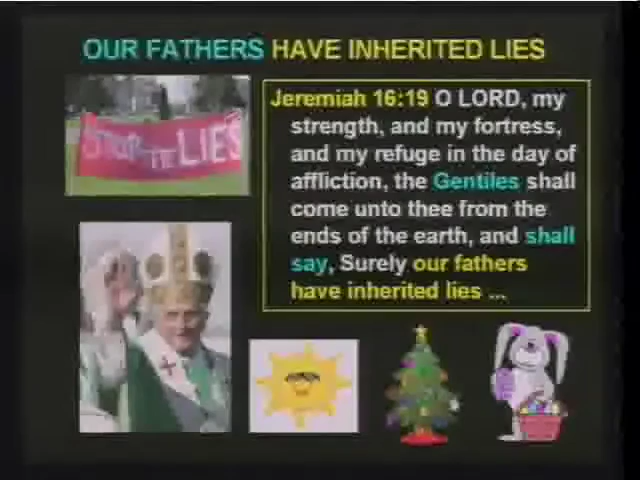 OUR FATHERS HAVE INHERITED LIES
STOP THE LIES
Jeremiah 16:19 O LORD, my
strength, and my fortress,
and my refuge in the day of
affliction, the Gentiles shall
come unto thee from the
ends of the earth, and shall
say, Surely our fathers
have inherited lies ...